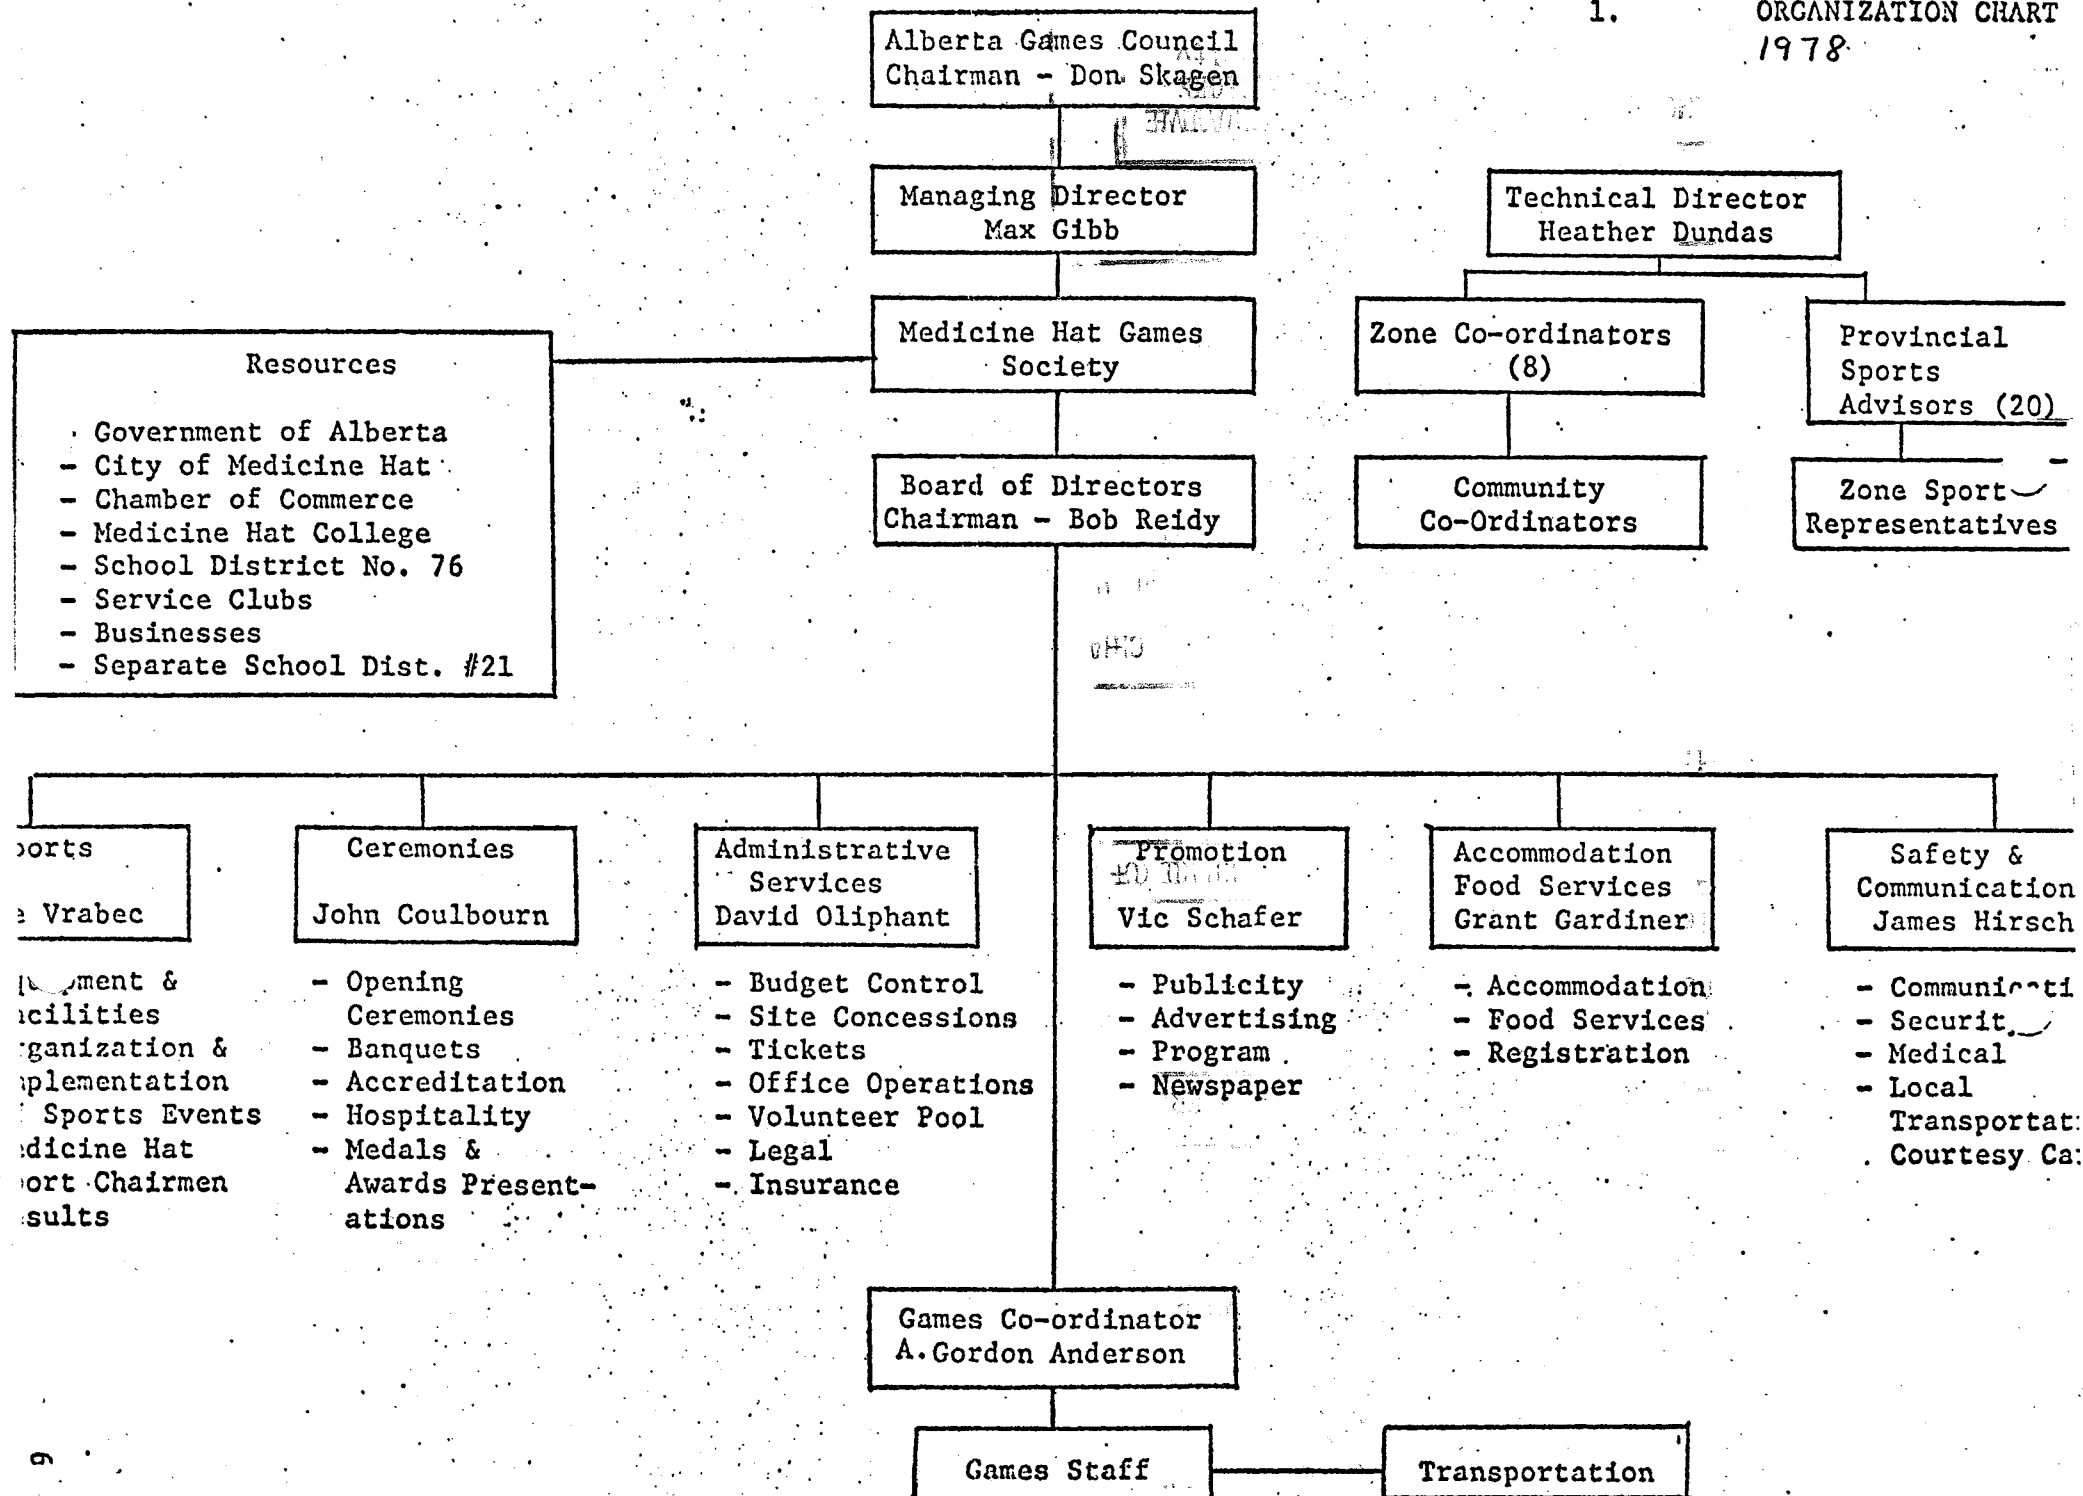 1. ORGANIZATION CHART
1978
Alberta Games Council
Chairman - Don Skagen
Managing Director
Max Gibb
Technical Director
Heather Dundas
Medicine Hat Games
Society
Zone Co-ordinators
(8)
Provincial
Sports
Advisors (20)
Resources
Government of Alberta
- City of Medicine Hat
- Chamber of Commerce
- Medicine Hat College
- School District No. 76
- Service Clubs
- Businesses
- Separate School Dist. #21
Board of Directors
Chairman - Bob Reidy
Community
Co-Ordinators
Zone Sport
Representatives
Vrabec
&
&
Sports Events
Hat
Chairmen
Ceremonies
John Coulbourn
- Opening
Ceremonies
- Banquets
- Accreditation
- Hospitality
- Medals &
Awards Present-
ations
Administrative
Services
David Oliphant
- Budget Control
- Site Concessions
- Tickets
- Office Operations
- Volunteer Pool
- Legal
- Insurance
Promotion
Vic Schafer
- Publicity
- Advertising
- Program
- Newspaper
Accommodation
Food Services
Grant Gardiner
- Accommodation
- Food Services
- Registration
Safety &
Communication
James Hirsch
- Medical
- Local
Courtesy
Games Co-ordinator
A. Gordon Anderson
Games Staff
Transportation
6